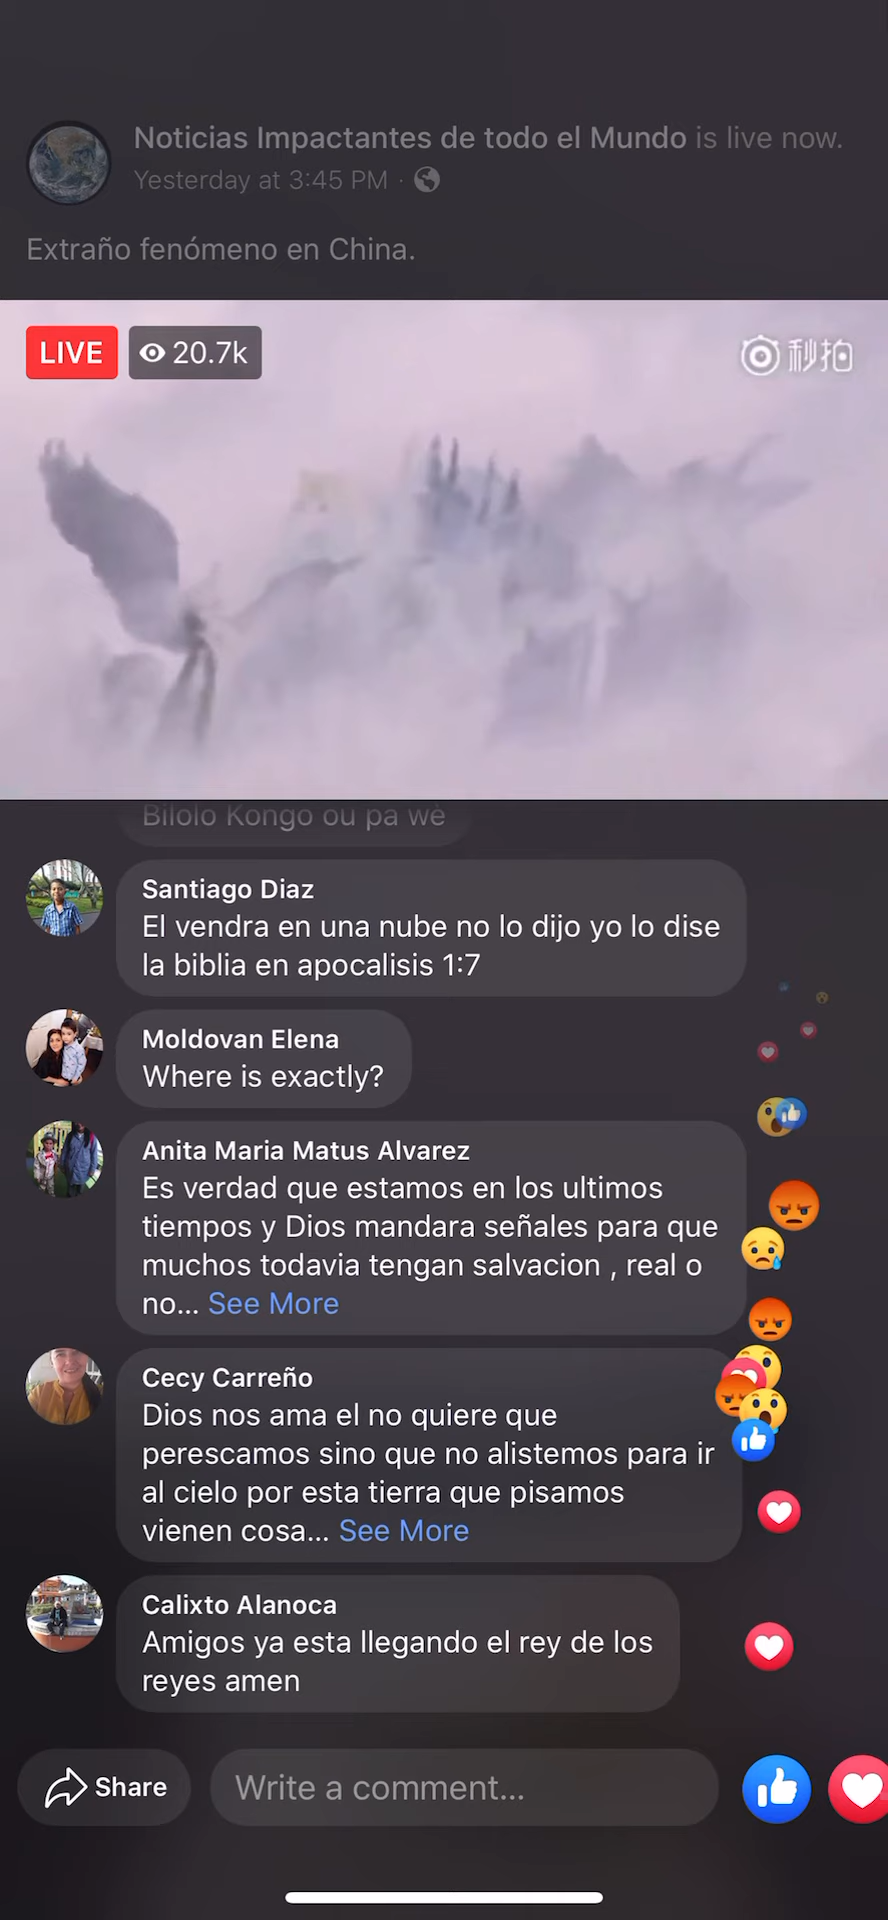 Noticias Impactantes de todo el Mundo is live now.
Yesterday at 3:45 PM ·
Extraño fenómeno en China.
LIVE 20.7k 秒拍
Bilolo Kongo ou pa wè
Santiago Diaz
El vendra en una nube no lo dijo yo lo dise
la biblia en apocalisis 1:7
Moldovan Elena
Where is exactly?
Anita Maria Matus Alvarez
Es verdad que estamos en los ultimos
tiempos y Dios mandara señales para que
muchos todavia tengan salvacion , real o
no... See More
Cecy Carreño
Dios nos ama el no quiere que
perescamos sino que no alistemos para ir
al cielo por esta tierra que pisamos
vienen cosa... See More
Calixto Alanoca
Amigos ya esta llegando el rey de los
reyes amen
Share Write a comment...